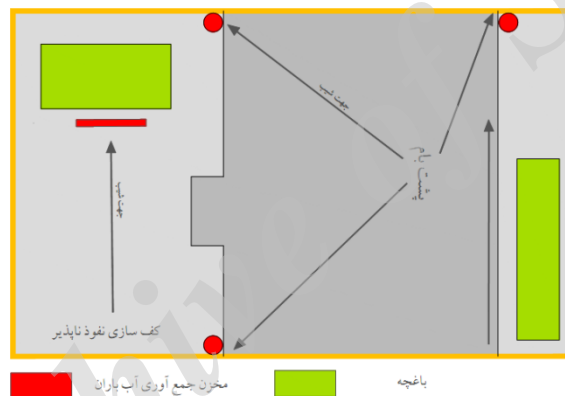 جهت شیب
پشت بام
جهت شیب
کف سازی نفوذ ناپذیر
باغچه
مخزن جمع آوری آب باران